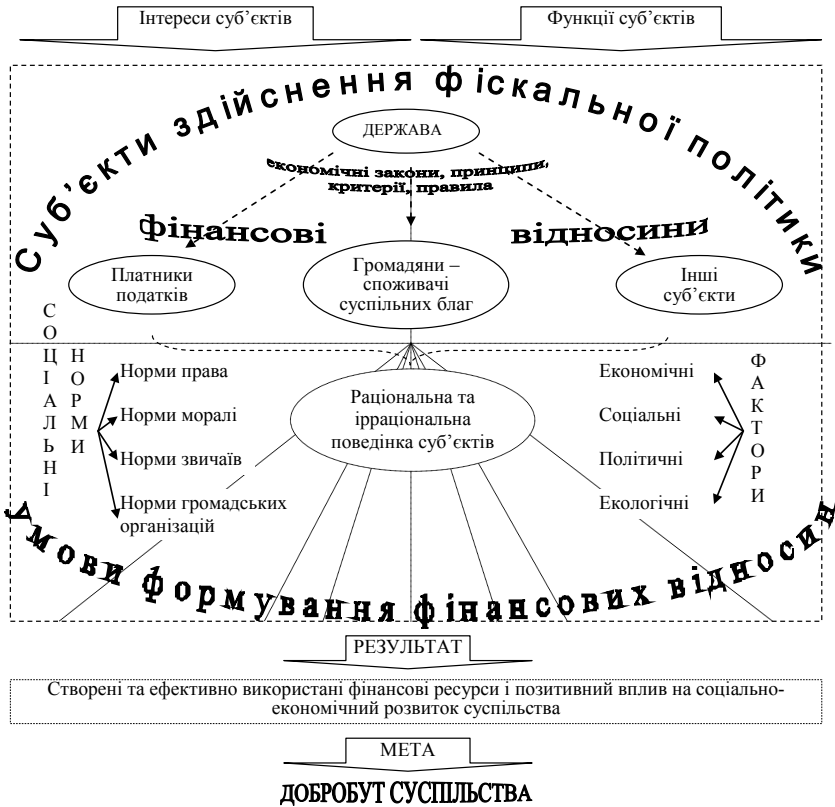 Інтереси суб’єктів
Функції суб’єктів
Суб’єкти здійснення фіскальної політики
ДЕРЖАВА
економічні закони, принципи,
критерії, правила
фінансові
відносини
Платники
податків
Громадяни –
споживачі
суспільних благ
Інші
суб’єкти
СОЦІАЛЬНІ
НОРМИ
Норми права
Норми моралі
Норми звичаїв
Норми громадських
організацій
Раціональна та
ірраціональна
поведінка суб’єктів
Економічні
Соціальні
Політичні
Екологічні
ФАКТОРИ
Умови формування фінансових відносин
РЕЗУЛЬТАТ
Створені та ефективно використані фінансові ресурси і позитивний вплив на соціально-
економічний розвиток суспільства
МЕТА
ДОБРОБУТ СУСПІЛЬСТВА